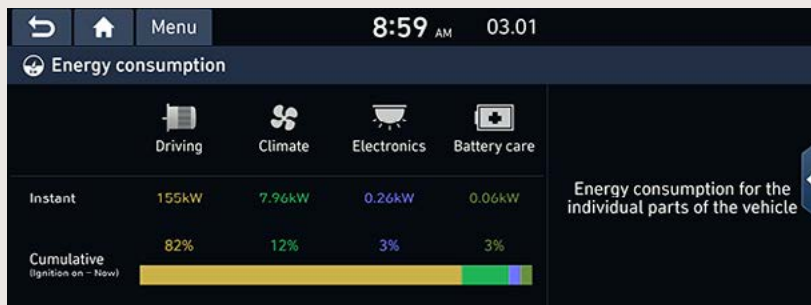 Menu
8:59 AM
03.01
Energy consumption
Driving
Climate
Electronics
Battery care
Instant
155kW
7.96kW
0.26kW
0.06kW
Cumulative
(Ignition on – Now)
82%
12%
3%
3%
Energy consumption for the
individual parts of the vehicle